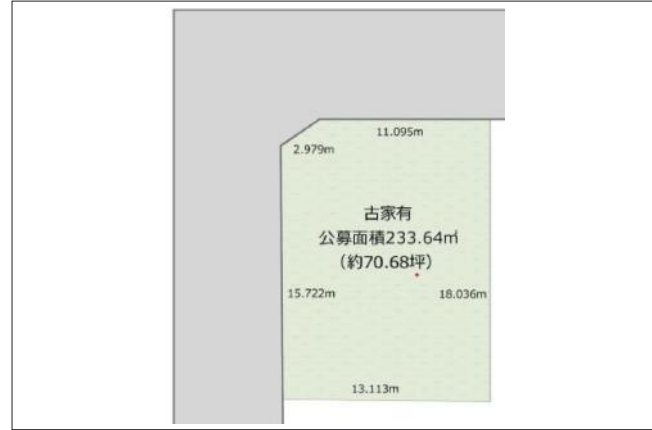 11.095m
2.979m
古家有
公募面積233.64㎡
（約70.68坪）
15.722m
18.036m
13.113m